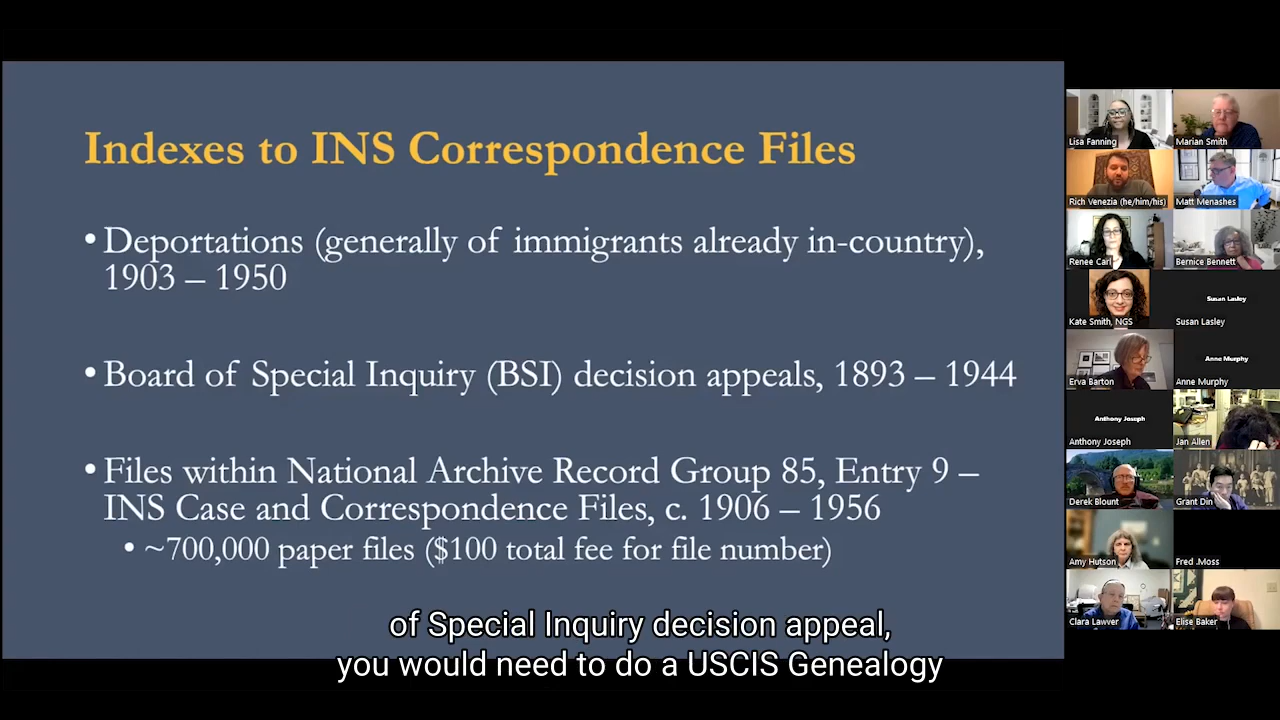 Indexes to INS Correspondence Files
• Deportations (generally of immigrants already in-country),
1903 – 1950
• Board of Special Inquiry (BSI) decision appeals, 1893 – 1944
• Files within National Archive Record Group 85, Entry 9 –
INS Case and Correspondence Files, c. 1906 – 1956
• ~700,000 paper files ($100 total fee for file number)
of Special Inquiry decision appeal,
you would need to do a USCIS Genealogy
Lisa Fanning
Marian Smith
Rich Venezia (he/him/his)
Matt Menashes
Renee Carl
Bernice Bennett
Kate Smith, NGS
Susan Lasley
Susan Lasley
Erva Barton
Anne Murphy
Anne Murphy
Anthony Joseph
Anthony Joseph
Jan Allen
Derek Blount
Grant Din
Amy Hutson
Fred .Moss
Clara Lawver
Elise Baker